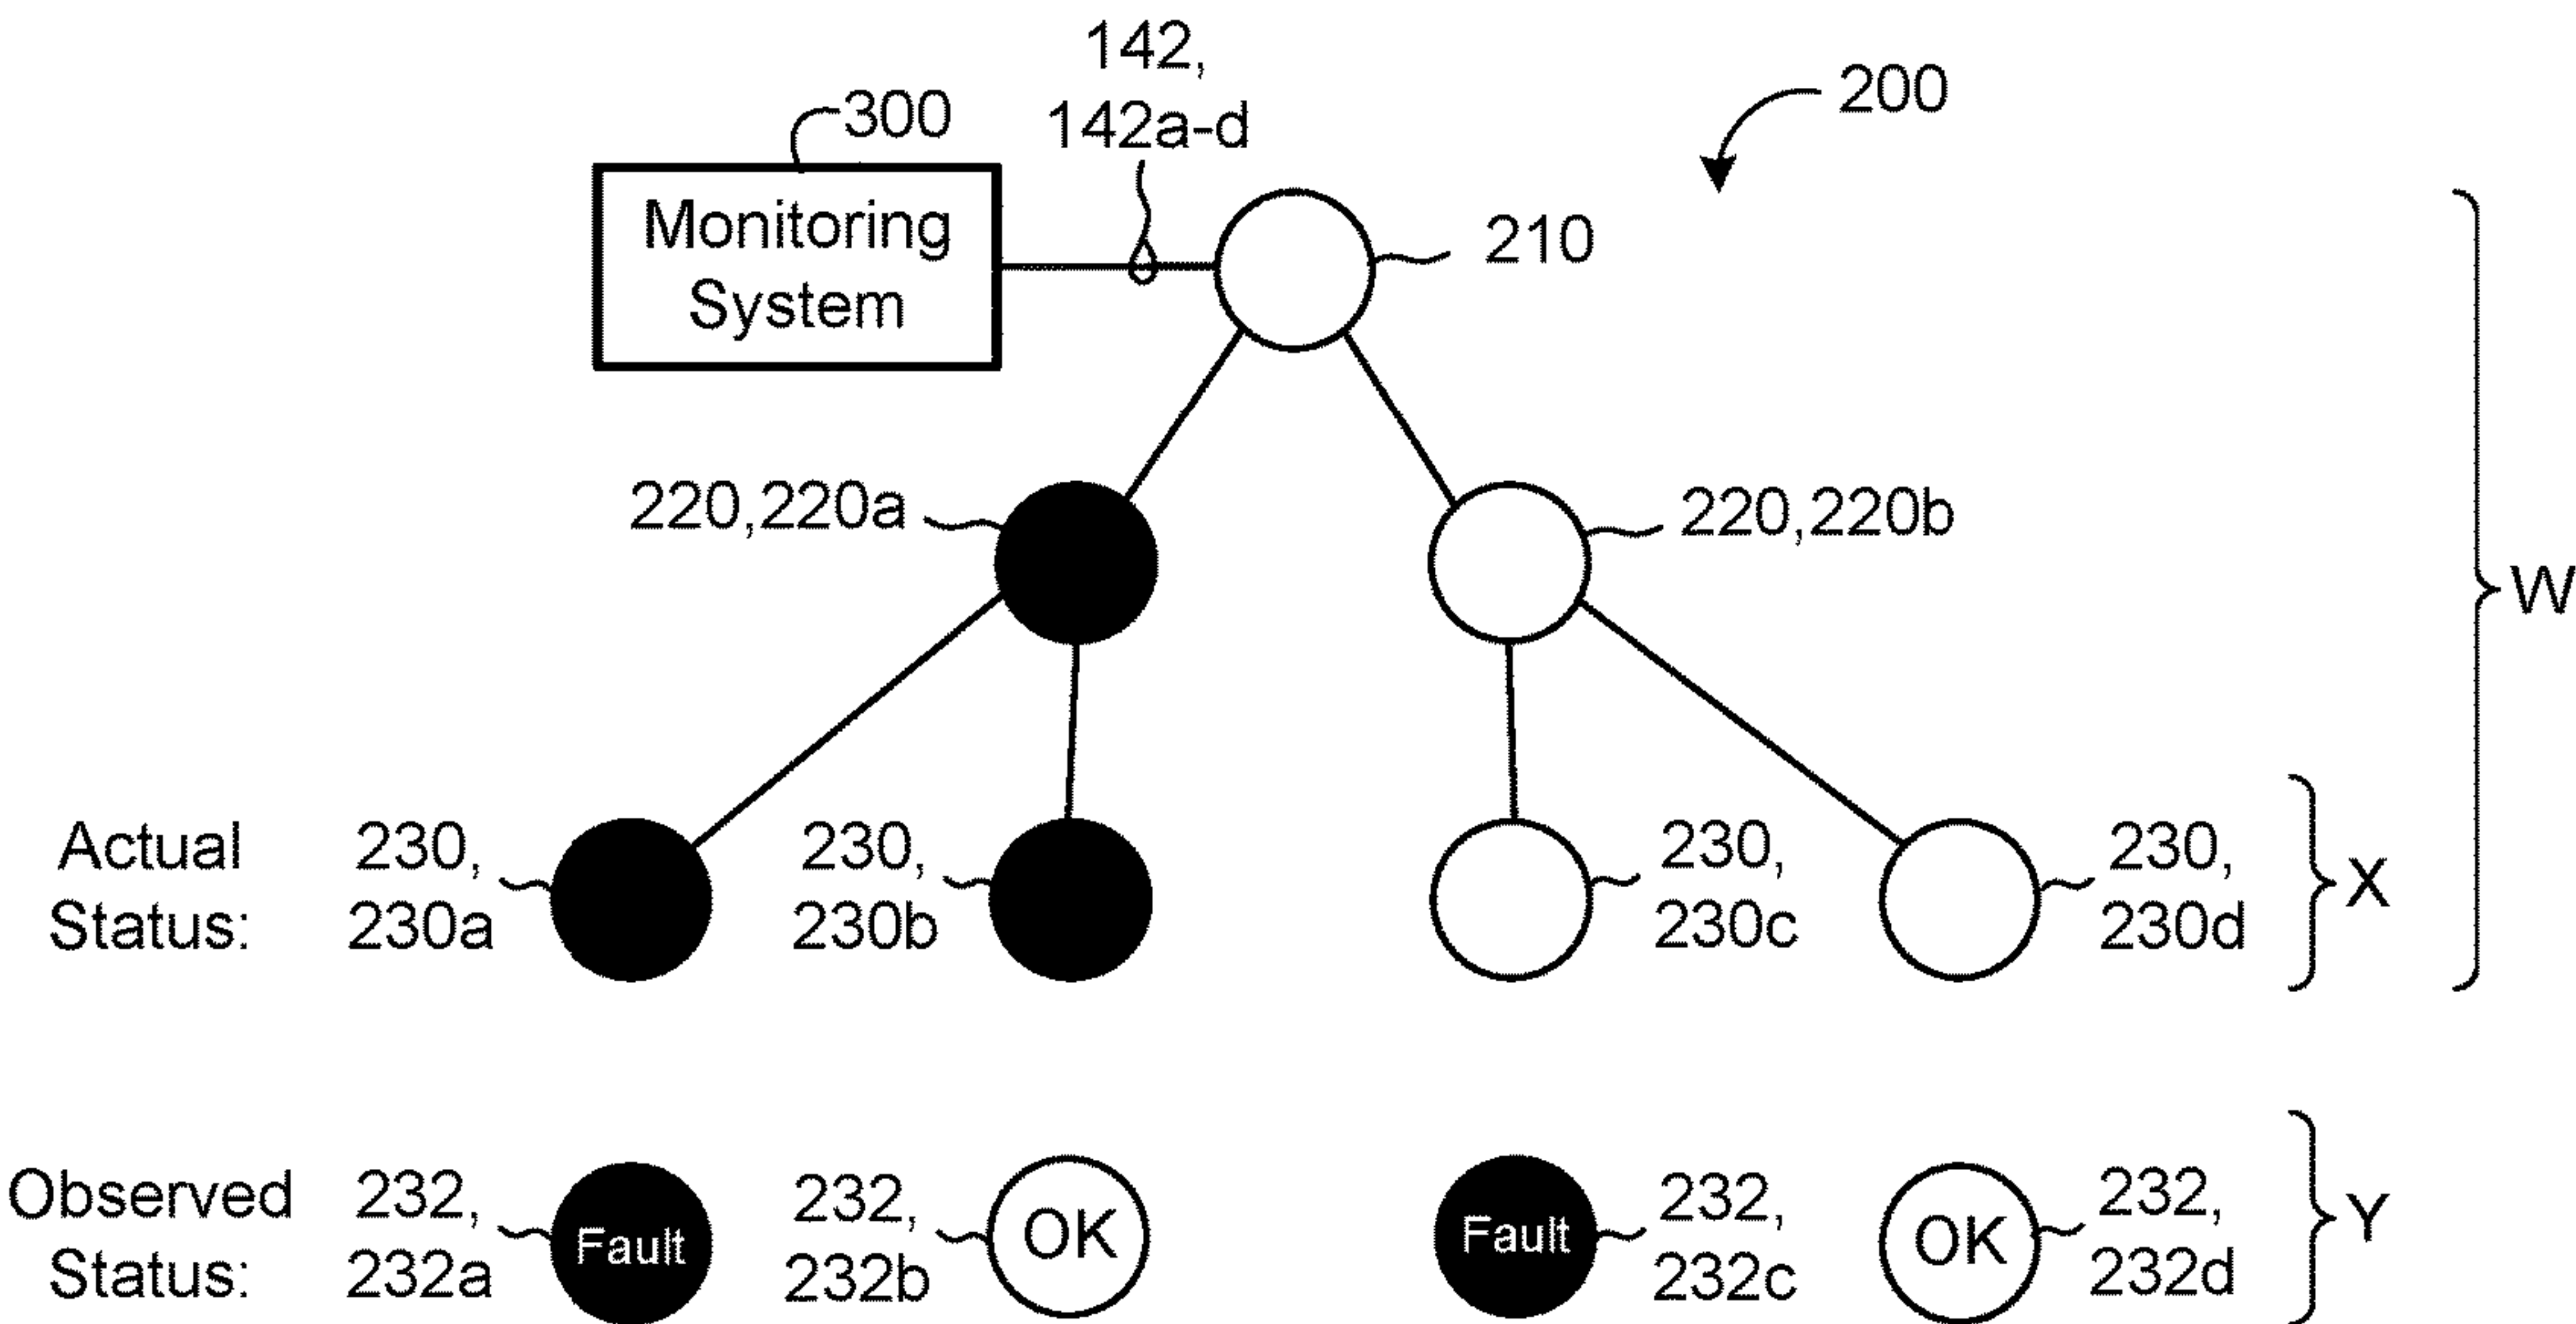 142,
142a-d
200
300
Monitoring
System
210
220,220a
220,220b
W
Actual
Status:
230,
230a
230,
230b
230,
230c
230,
230d
X
Observed
Status:
232,
232a
Fault
232,
232b
OK
Fault
232,
232c
OK
232,
232d
Y